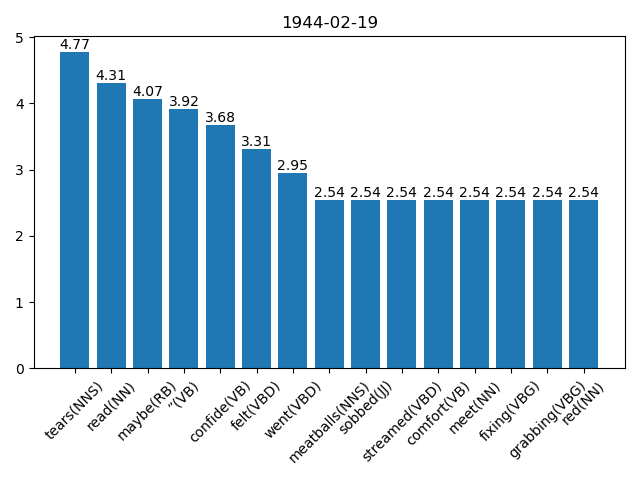 1944-02-19
5
4
3
2
1
0
4.77
4.31
4.07
3.92
3.68
3.31
2.95
2.54
2.54
2.54
2.54
2.54
2.54
2.54
2.54
tears(NNS)
read(NN)
maybe(RB)
”(VB)
confide(VB)
felt(VBD)
went(VBD)
meatballs(NNS)
sobbed(JJ)
streamed(VBD)
comfort(VB)
meet(NN)
fixing(VBG)
grabbing(VBG)
red(NN)